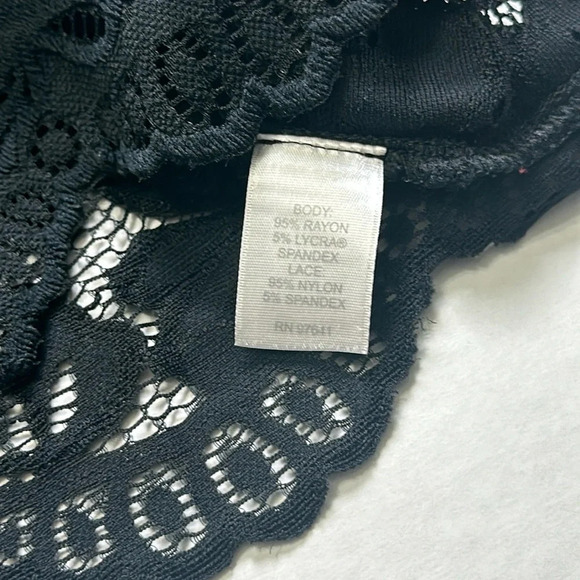 BODY:
95% RAYON
5% LYCRA®
SPANDEX
LACE:
95% NYLON
5% SPANDEX
RN 97641